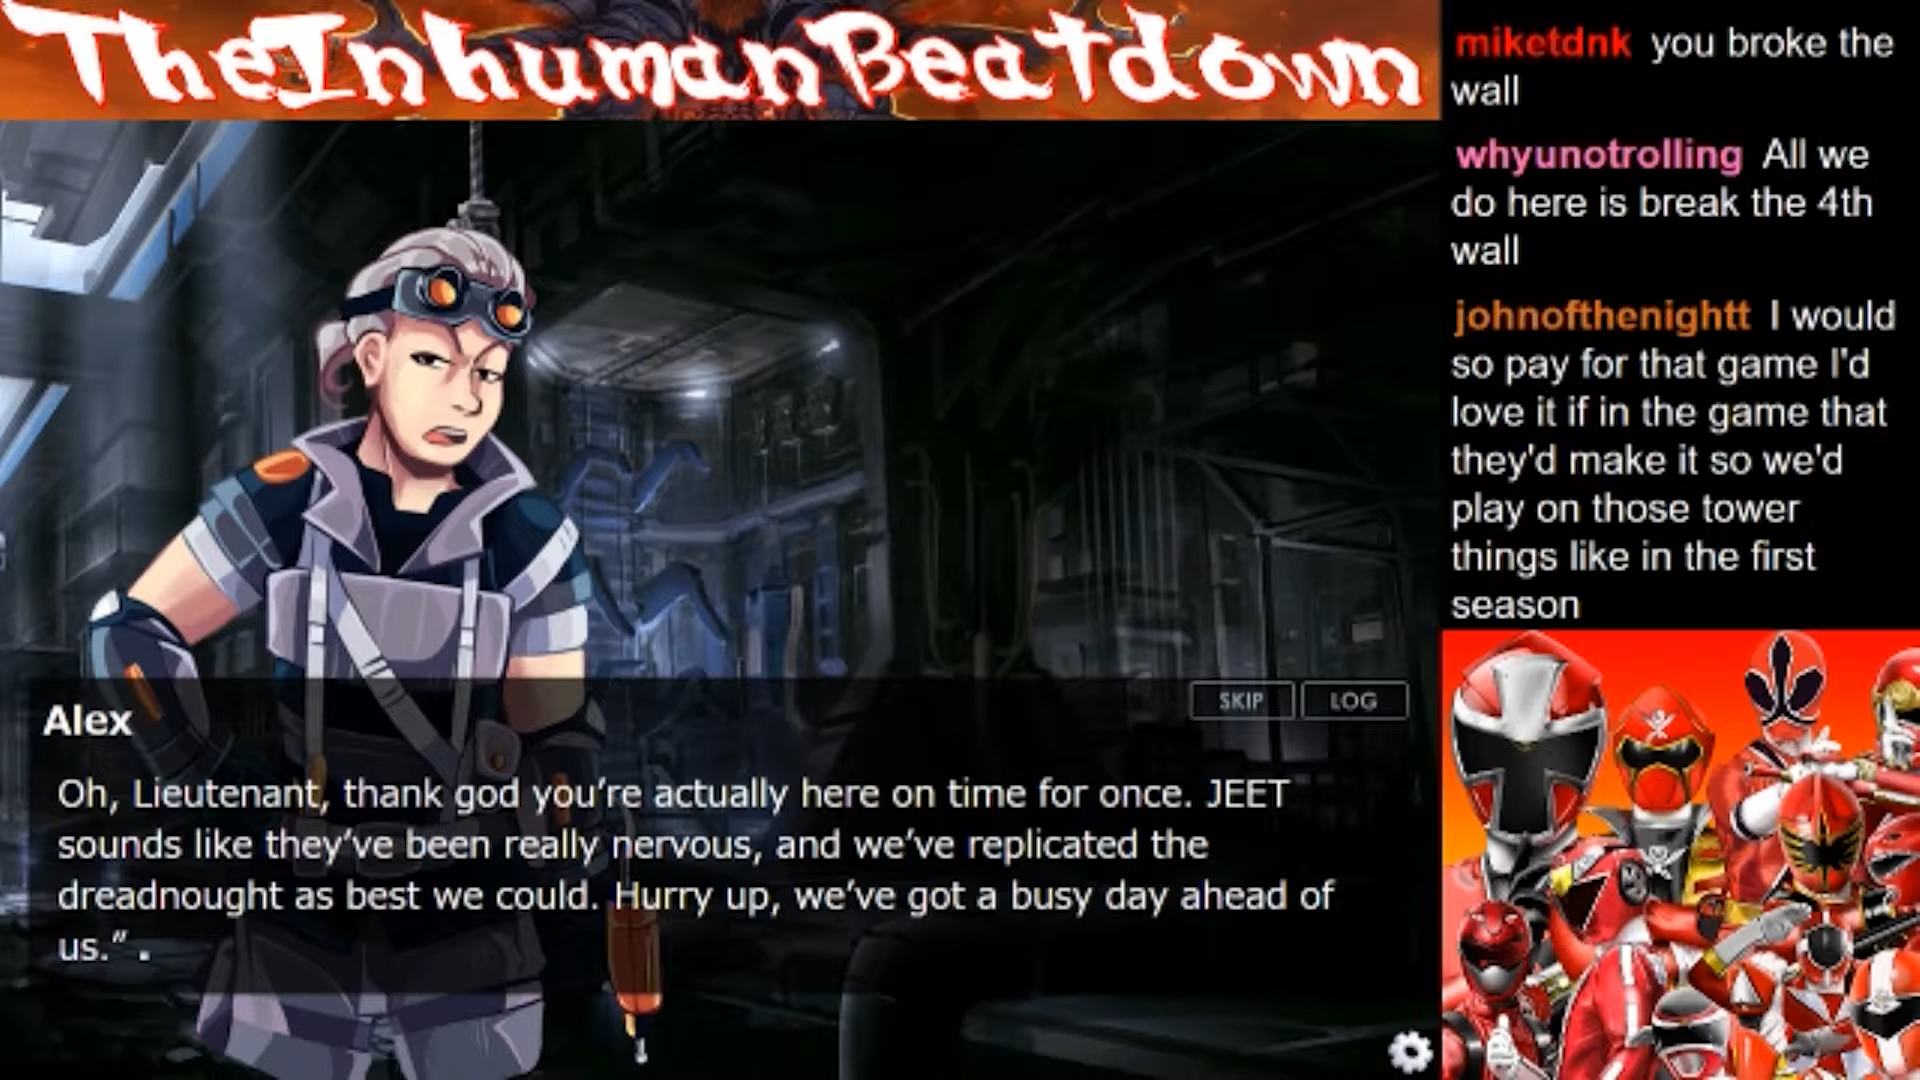 TheInhumanBeatdown
miketdnk you broke the
wall
whyunotrolling All we
do here is break the 4th
wall
johnofthenightt I would
so pay for that game I'd
love it if in the game that
they'd make it so we'd
play on those tower
things like in the first
season
SKIP LOG
Alex
Oh, Lieutenant, thank god you’re actually here on time for once. JEET
sounds like they’ve been really nervous, and we’ve replicated the
dreadnought as best we could. Hurry up, we’ve got a busy day ahead of
us.” .